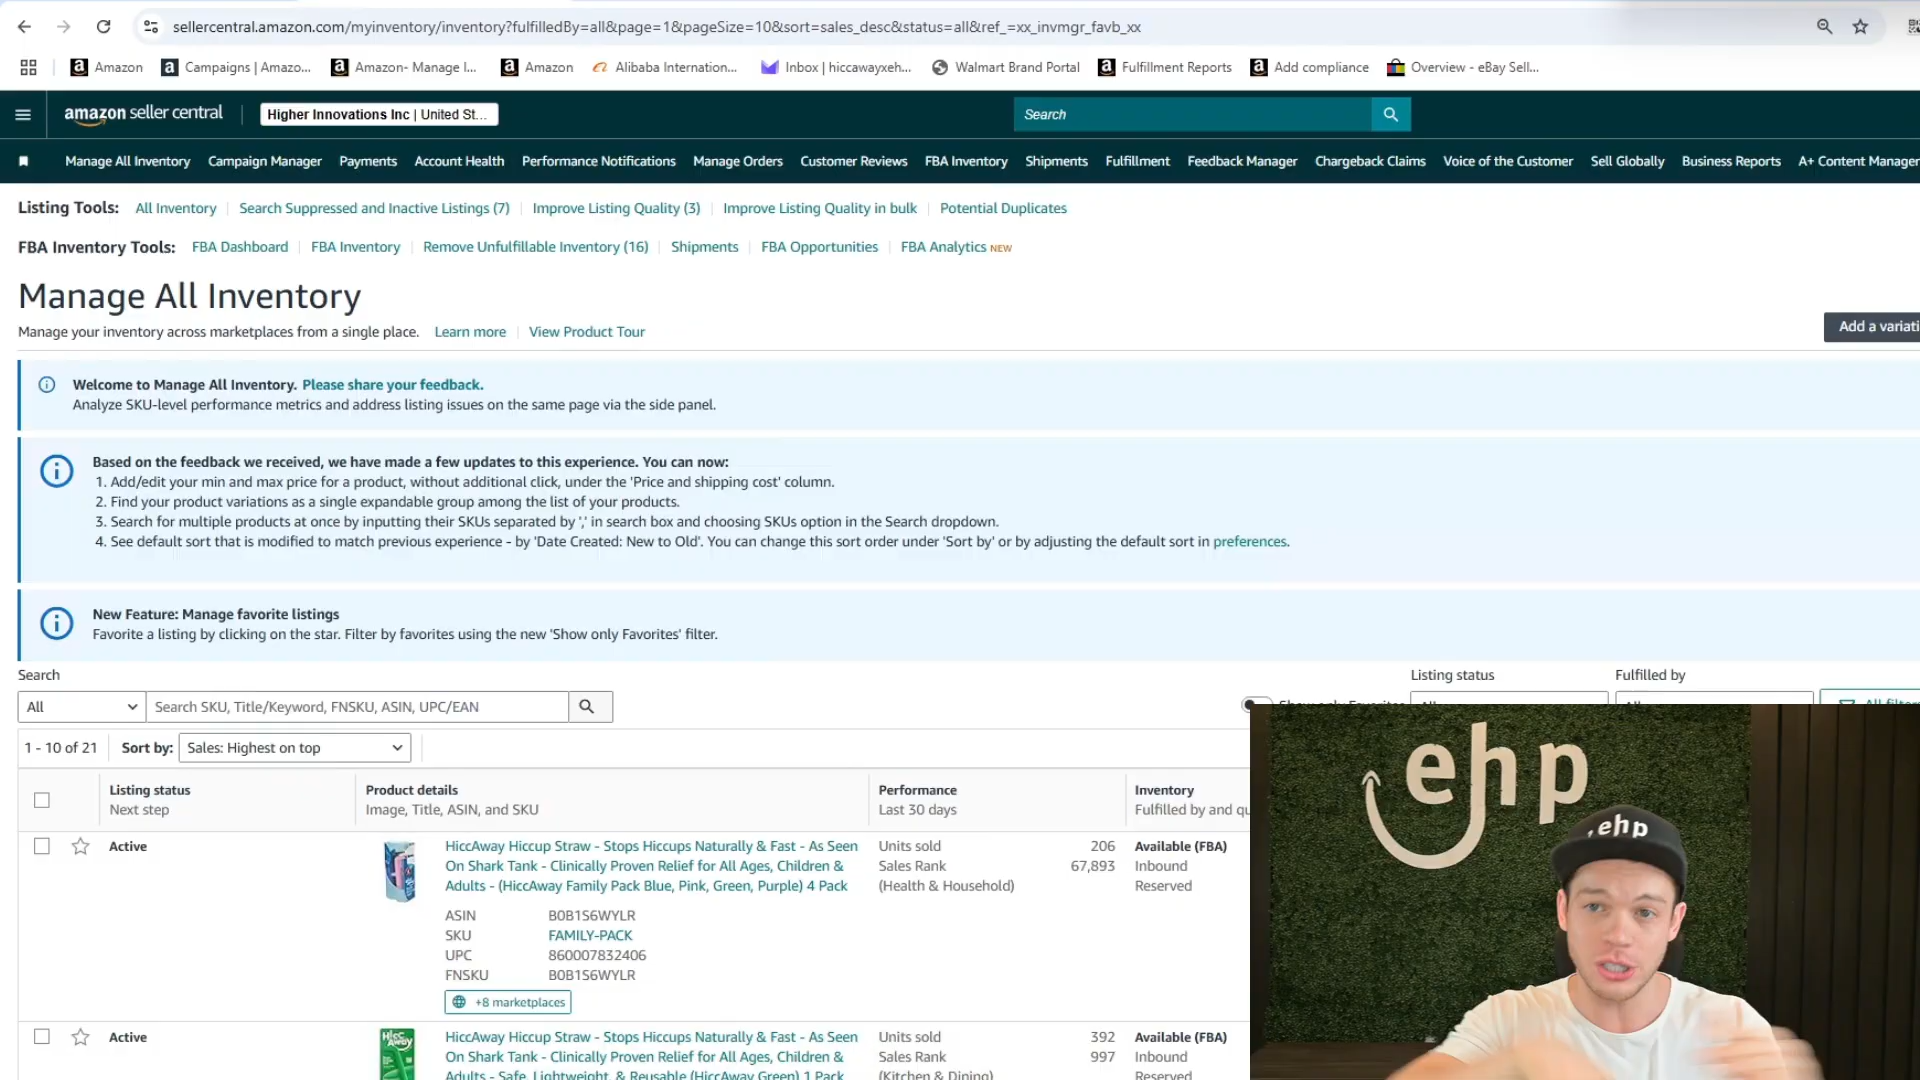 sellercentral.amazon.com/myinventory/inventory?fulfilledBy=all&page=1&pageSize=10&sort=sales_desc&status=all&ref_=xx_invmgr_favb_xx
Amazon Campaigns | Amazo... Amazon- Manage I... Amazon Alibaba Internation... Inbox | hiccawayxeh... Walmart Brand Portal Fulfillment Reports Add compliance Overview - eBay Sell...
amazon seller central Higher Innovations Inc | United St... Search
Manage All Inventory Campaign Manager Payments Account Health Performance Notifications Manage Orders Customer Reviews FBA Inventory Shipments Fulfillment Feedback Manager Chargeback Claims Voice of the Customer Sell Globally Business Reports A+ Content Manager
Listing Tools: All Inventory Search Suppressed and Inactive Listings (7) Improve Listing Quality (3) Improve Listing Quality in bulk Potential Duplicates
FBA Inventory Tools: FBA Dashboard FBA Inventory Remove Unfulfillable Inventory (16) Shipments FBA Opportunities FBA Analytics NEW
Manage All Inventory
Manage your inventory across marketplaces from a single place. Learn more View Product Tour
Add a variati
Welcome to Manage All Inventory. Please share your feedback.
Analyze SKU-level performance metrics and address listing issues on the same page via the side panel.
Based on the feedback we received, we have made a few updates to this experience. You can now:
1. Add/edit your min and max price for a product, without additional click, under the 'Price and shipping cost' column.
2. Find your product variations as a single expandable group among the list of your products.
3. Search for multiple products at once by inputting their SKUs separated by ',' in search box and choosing SKUs option in the Search dropdown.
4. See default sort that is modified to match previous experience - by 'Date Created: New to Old'. You can change this sort order under 'Sort by' or by adjusting the default sort in preferences.
New Feature: Manage favorite listings
Favorite a listing by clicking on the star. Filter by favorites using the new 'Show only Favorites' filter.
Search Listing status Fulfilled by
All Search SKU, Title/Keyword, FNSKU, ASIN, UPC/EAN
1 - 10 of 21 Sort by: Sales: Highest on top
Listing status Product details Performance Inventory
Next step Image, Title, ASIN, and SKU Last 30 days Fulfilled by and qu
Active HiccAway Hiccup Straw - Stops Hiccups Naturally & Fast - As Seen Units sold 206 Available (FBA)
On Shark Tank - Clinically Proven Relief for All Ages, Children & Sales Rank 67,893 Inbound
Adults - (HiccAway Family Pack Blue, Pink, Green, Purple) 4 Pack (Health & Household) Reserved
ASIN B0B1S6WYLR
SKU FAMILY-PACK
UPC 860007832406
FNSKU B0B1S6WYLR
+8 marketplaces
Active HiccAway Hiccup Straw - Stops Hiccups Naturally & Fast - As Seen Units sold 392 Available (FBA)
On Shark Tank - Clinically Proven Relief for All Ages, Children & Sales Rank 997 Inbound
Adults - Safe, Lightweight, & Reusable (HiccAway Green) 1 Pack (Kitchen & Dining) Reserved
Hicc Away
ehp
ehp